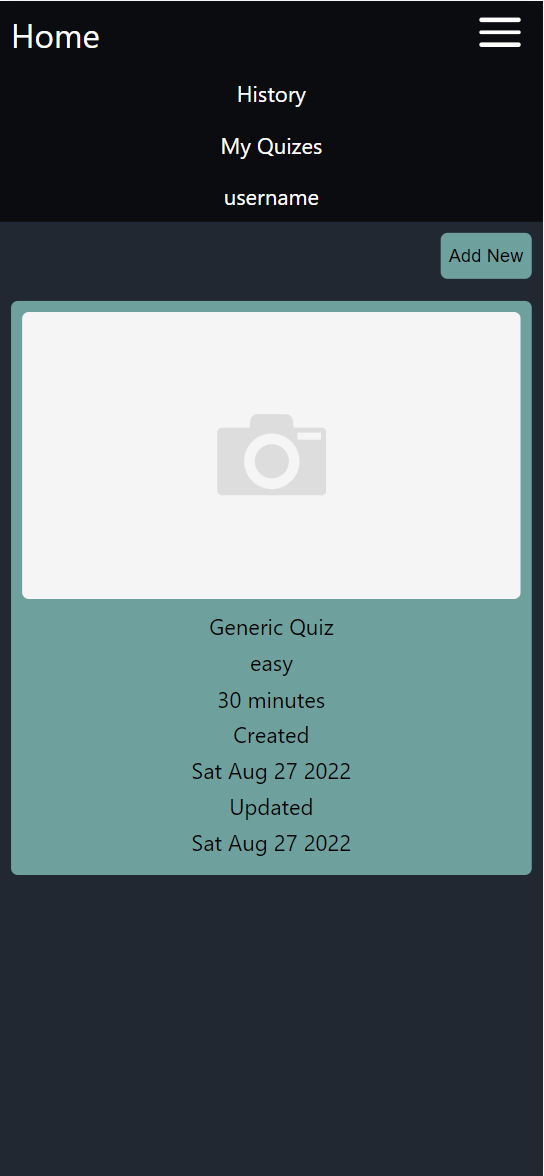 Home
History
My Quizes
username
Add New
Generic Quiz
easy
30 minutes
Created
Sat Aug 27 2022
Updated
Sat Aug 27 2022